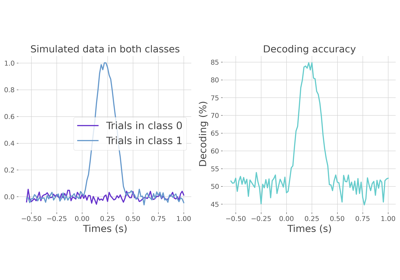 Simulated data in both classes
1.0
0.8
0.6
0.4
0.2
0.0
Trials in class 0
Trials in class 1
−0.50 −0.25 0.00 0.25 0.50 0.75 1.00
Times (s)
Decoding accuracy
Decoding (%)
85
80
75
70
65
60
55
50
45
−0.50 −0.25 0.00 0.25 0.50 0.75 1.00
Times (s)